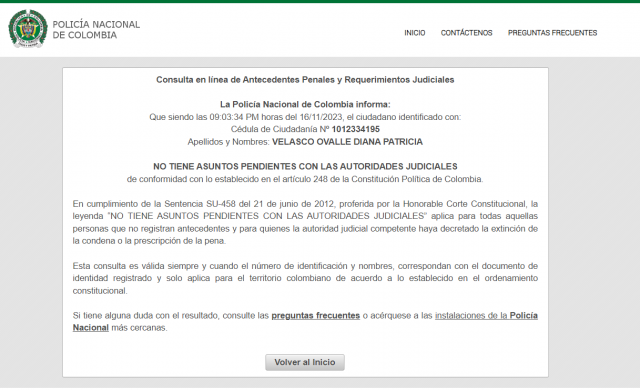 POLICÍA NACIONAL
DE COLOMBIA
INICIO CONTÁCTENOS PREGUNTAS FRECUENTES
Consulta en línea de Antecedentes Penales y Requerimientos Judiciales
La Policía Nacional de Colombia informa:
Que siendo las 09:03:34 PM horas del 16/11/2023, el ciudadano identificado con:
Cédula de Ciudadanía Nº 1012334195
Apellidos y Nombres: VELASCO OVALLE DIANA PATRICIA
NO TIENE ASUNTOS PENDIENTES CON LAS AUTORIDADES JUDICIALES
de conformidad con lo establecido en el artículo 248 de la Constitución Política de Colombia.
En cumplimiento de la Sentencia SU-458 del 21 de junio de 2012, proferida por la Honorable Corte Constitucional, la
leyenda "NO TIENE ASUNTOS PENDIENTES CON LAS AUTORIDADES JUDICIALES" aplica para todas aquellas
personas que no registran antecedentes y para quienes la autoridad judicial competente haya decretado la extinción de
la condena o la prescripción de la pena.
Esta consulta es válida siempre y cuando el número de identificación y nombres, correspondan con el documento de
identidad registrado y solo aplica para el territorio colombiano de acuerdo a lo establecido en el ordenamiento
constitucional.
Si tiene alguna duda con el resultado, consulte las preguntas frecuentes o acérquese a las instalaciones de la Policía
Nacional más cercanas.
Volver al Inicio